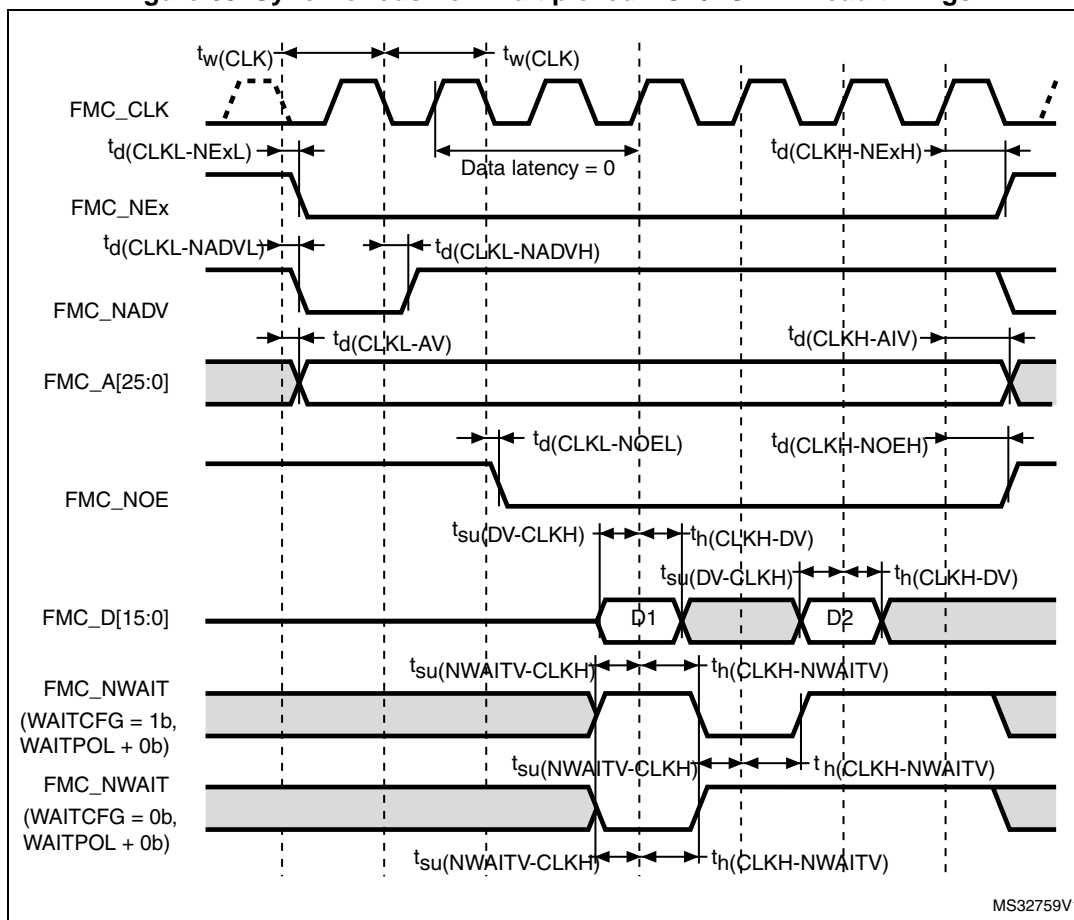 tw(CLK)
tw(CLK)
FMC_CLK
td(CLKL-NExL)
Data latency = 0
td(CLKH-NExH)
FMC_NEx
td(CLKL-NADVL)
td(CLKL-NADVH)
FMC_NADV
td(CLKL-AV)
td(CLKH-AIV)
FMC_A[25:0]
td(CLKL-NOEL)
td(CLKH-NOEH)
FMC_NOE
tsu(DV-CLKH)
th(CLKH-DV)
tsu(DV-CLKH)
th(CLKH-DV)
FMC_D[15:0]
D1
D2
tsu(NWAITV-CLKH)
th(CLKH-NWAITV)
FMC_NWAIT
(WAITCFG = 1b,
WAITPOL + 0b)
tsu(NWAITV-CLKH)
t h(CLKH-NWAITV)
FMC_NWAIT
(WAITCFG = 0b,
WAITPOL + 0b)
tsu(NWAITV-CLKH)
th(CLKH-NWAITV)